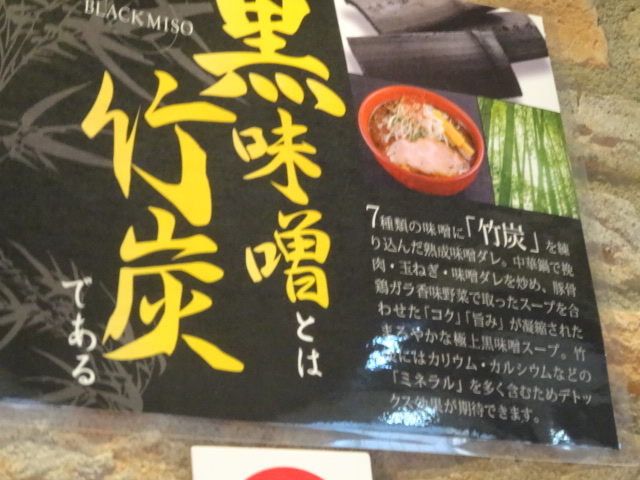 BLACK MISO
黒味噌とは
竹炭
である
7種類の味噌に「竹炭」を練
り込んだ熟成味噌ダレ。中華鍋で挽
肉・玉ねぎ・味噌ダレを炒め、豚骨
鶏ガラ香味野菜で取ったスープを合
わせた「コク」「旨み」が凝縮された
まろやかな極上黒味噌スープ。竹
にはカリウム・カルシウムなどの
「ミネラル」を多く含むためデトッ
クス効果が期待できます。